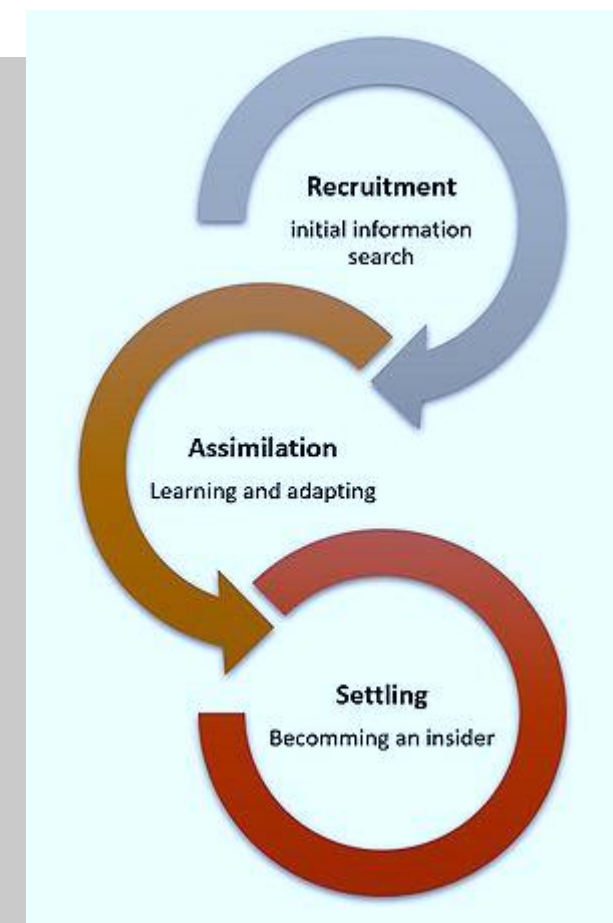 Recruitment
initial information
search
Assimilation
Learning and adapting
Settling
Becomming an insider